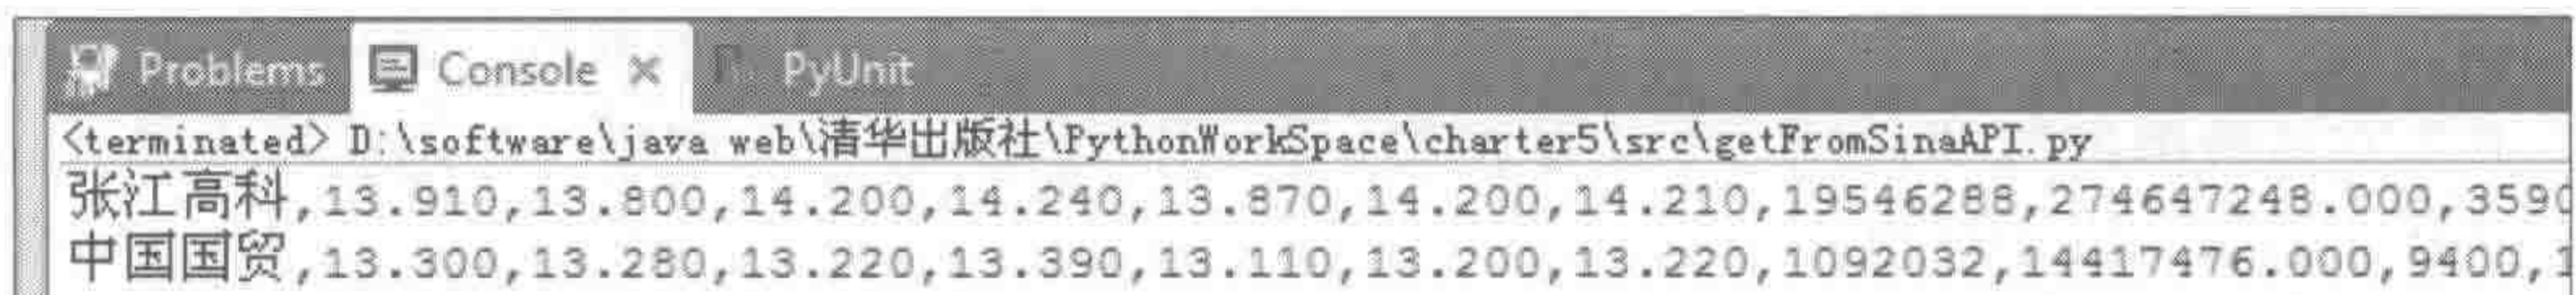 Problems Console PyUnit
<terminated> D:\software\java web\清华出版社\PythonWorkSpace\charter5\src\getFromSinaAPI.py
张江高科,13.910,13.800,14.200,14.240,13.870,14.200,14.210,19546288,274647248.000,3590
中国国贸,13.300,13.280,13.220,13.390,13.110,13.200,13.220,1092032,14417476.000,9400,1